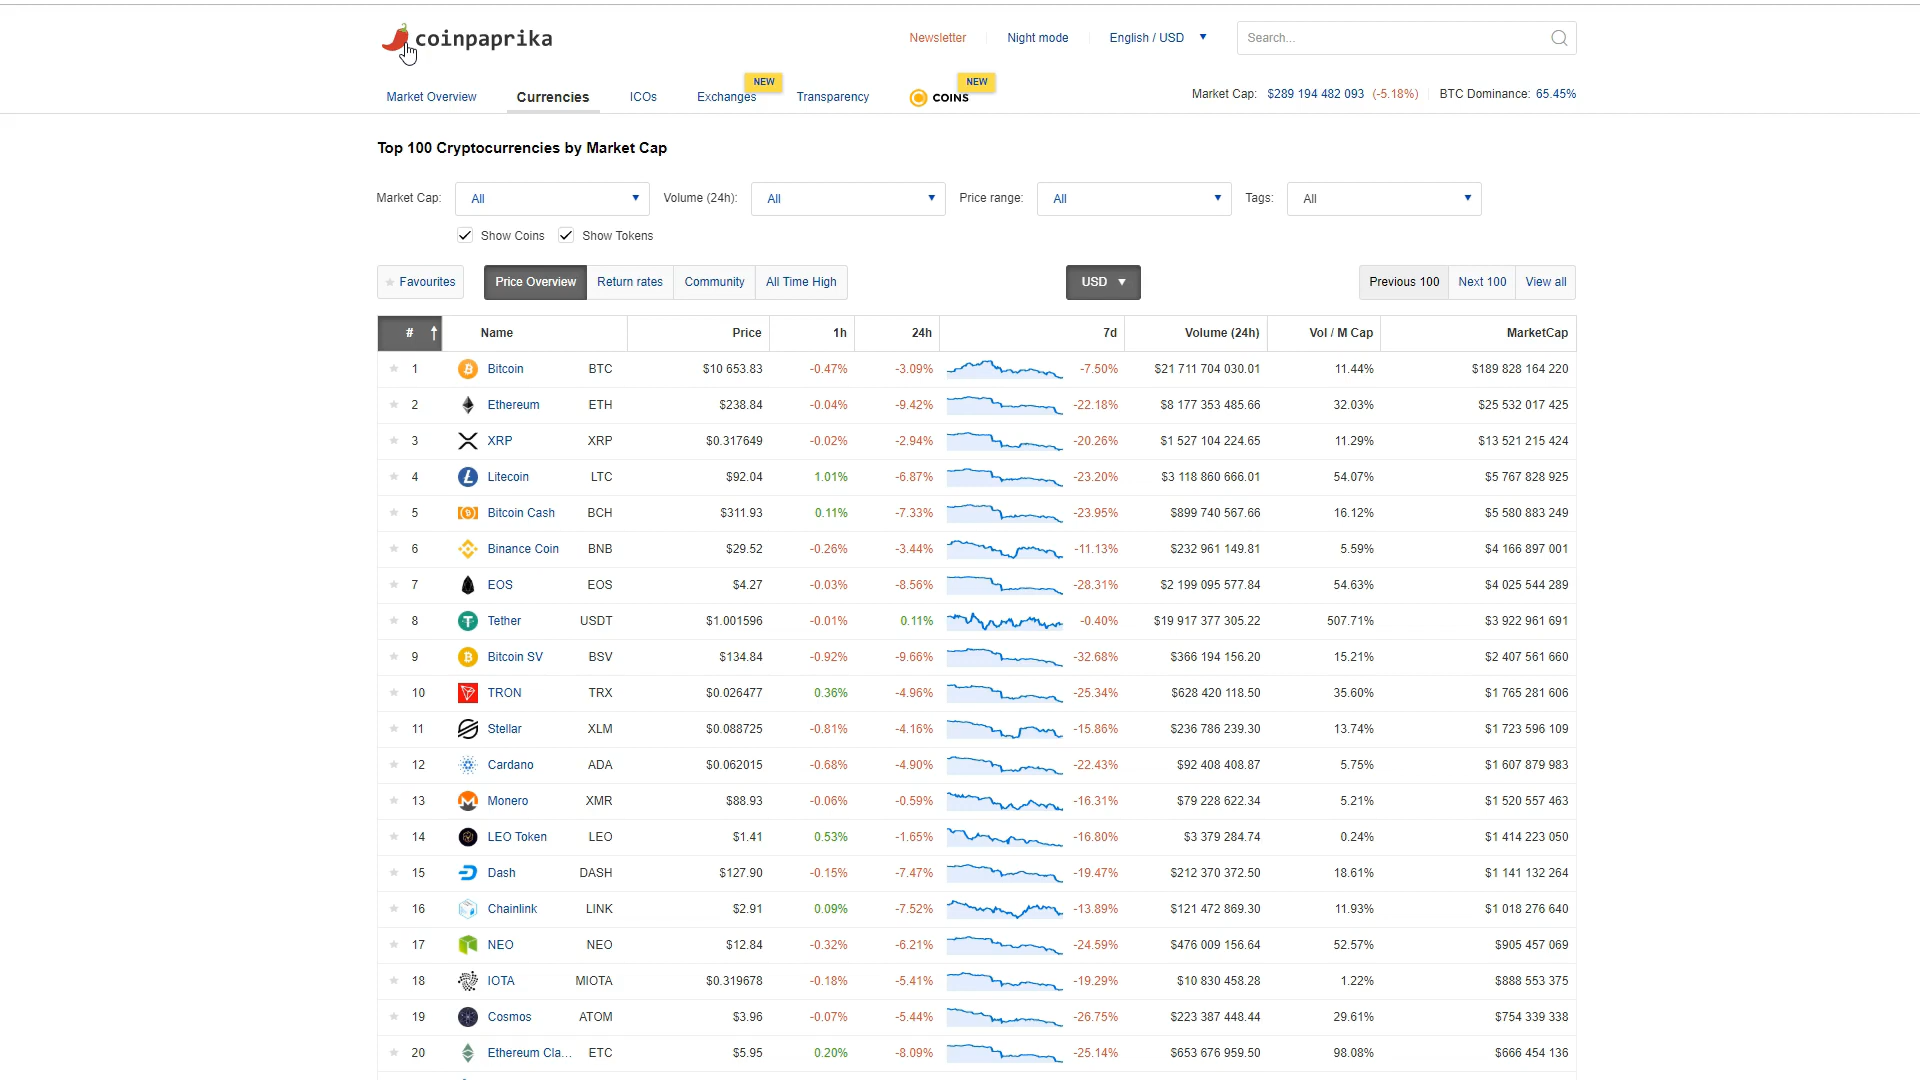 coinpaprika
Newsletter Night mode English / USD Search...
Market Overview Currencies ICOs Exchanges NEW Transparency COINS NEW Market Cap: $289 194 482 093 (-5.18%) BTC Dominance: 65.45%
Top 100 Cryptocurrencies by Market Cap
Market Cap: All Volume (24h): All Price range: All Tags: All
Show Coins Show Tokens
Favourites Price Overview Return rates Community All Time High USD Previous 100 Next 100 View all
# Name Price 1h 24h 7d Volume (24h) Vol / M Cap MarketCap
1 Bitcoin BTC $10 653.83 -0.47% -3.09% -7.50% $21 711 704 030.01 11.44% $189 828 164 220
2 Ethereum ETH $238.84 -0.04% -9.42% -22.18% $8 177 353 485.66 32.03% $25 532 017 425
3 XRP XRP $0.317649 -0.02% -2.94% -20.26% $1 527 104 224.65 11.29% $13 521 215 424
4 Litecoin LTC $92.04 1.01% -6.87% -23.20% $3 118 860 666.01 54.07% $5 767 828 925
5 Bitcoin Cash BCH $311.93 0.11% -7.33% -23.95% $899 740 567.66 16.12% $5 580 883 249
6 Binance Coin BNB $29.52 -0.26% -3.44% -11.13% $232 961 149.81 5.59% $4 166 897 001
7 EOS EOS $4.27 -0.03% -8.56% -28.31% $2 199 095 577.84 54.63% $4 025 544 289
8 Tether USDT $1.001596 -0.01% 0.11% -0.40% $19 917 377 305.22 507.71% $3 922 961 691
9 Bitcoin SV BSV $134.84 -0.92% -9.66% -32.68% $366 194 156.20 15.21% $2 407 561 660
10 TRON TRX $0.026477 0.36% -4.96% -25.34% $628 420 118.50 35.60% $1 765 281 606
11 Stellar XLM $0.088725 -0.81% -4.16% -15.86% $236 786 239.30 13.74% $1 723 596 109
12 Cardano ADA $0.062015 -0.68% -4.90% -22.43% $92 408 408.87 5.75% $1 607 879 983
13 Monero XMR $88.93 -0.06% -0.59% -16.31% $79 228 622.34 5.21% $1 520 557 463
14 LEO Token LEO $1.41 0.53% -1.65% -16.80% $3 379 284.74 0.24% $1 414 223 050
15 Dash DASH $127.90 -0.15% -7.47% -19.47% $212 370 372.50 18.61% $1 141 132 264
16 Chainlink LINK $2.91 0.09% -7.52% -13.89% $121 472 869.30 11.93% $1 018 276 640
17 NEO NEO $12.84 -0.32% -6.21% -24.59% $476 009 156.64 52.57% $905 457 069
18 IOTA MIOTA $0.319678 -0.18% -5.41% -19.29% $10 830 458.28 1.22% $888 553 375
19 Cosmos ATOM $3.96 -0.07% -5.44% -26.75% $223 387 448.44 29.61% $754 339 338
20 Ethereum Cla... ETC $5.95 0.20% -8.09% -25.14% $653 676 959.50 98.08% $666 454 136